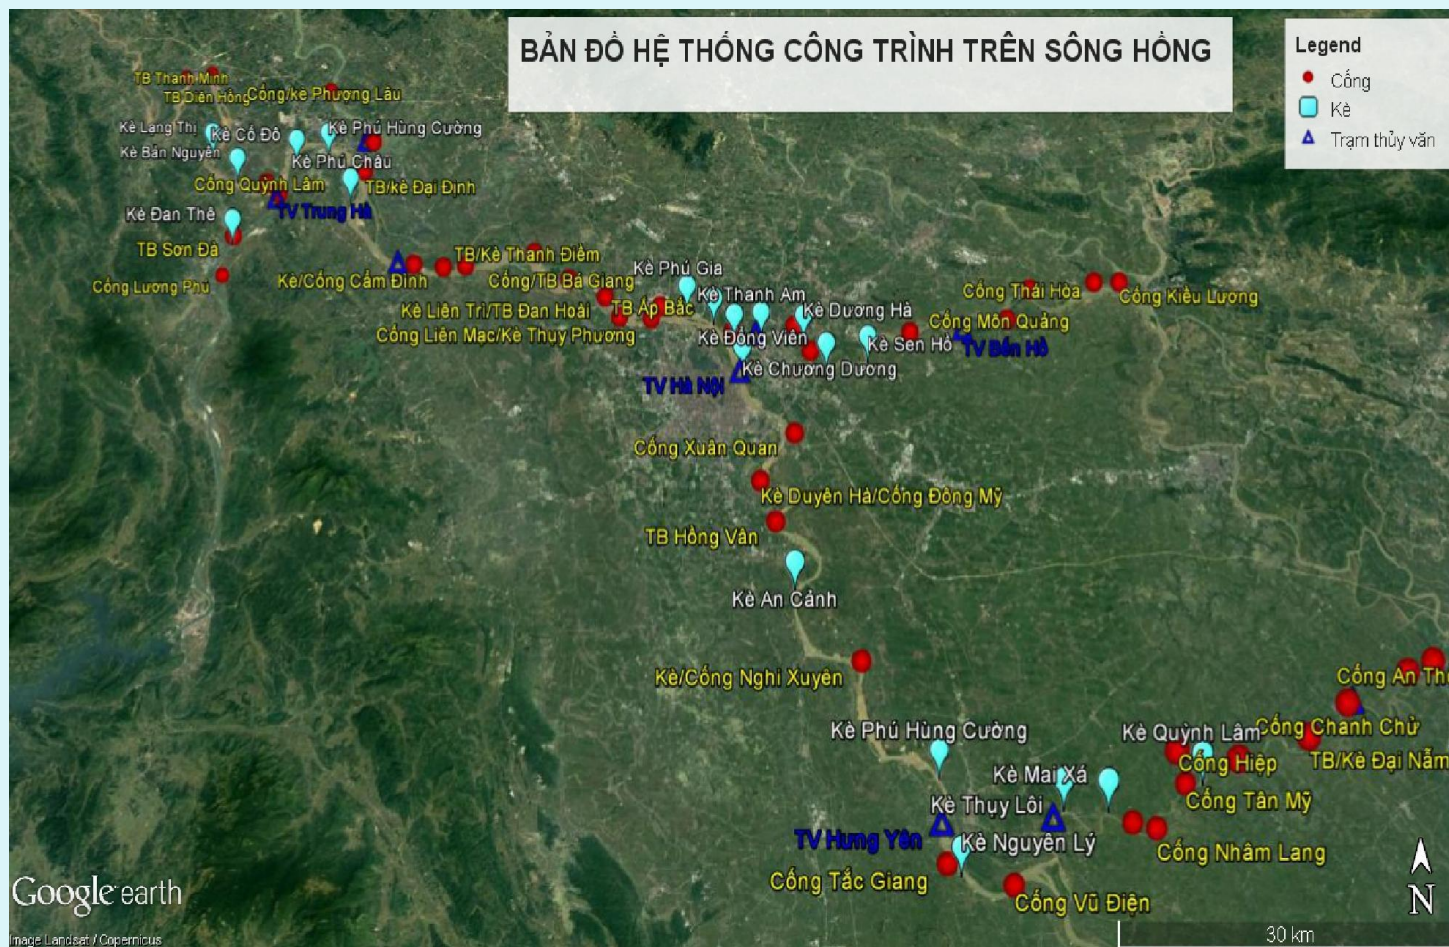 BẢN ĐỒ HỆ THỐNG CÔNG TRÌNH TRÊN SÔNG HỒNG
Legend
Cống
Kè
Trạm thủy văn
TB Thanh Minh
TB Diên Hồng
Cống/kè Phượng Lâu
Kè Lạng Thị
Kè Cổ Đô
Kè Phú Hùng Cường
Kè Bản Nguyên
Kè Phú Châu
Cống Quỳnh Lâm
TB/kè Đại Định
TV Trung Hà
Kè Đan Thê
TB Sơn Đà
Cống Lương Phú
Kè/Cống Cẩm Đình
TB/Kè Thanh Điềm
Cống/TB Bá Giang
Kè Phú Gia
Kè Thanh Am
Kè Liên Trì/TB Đan Hoài
TB Ấp Bắc
Kè Dương Hà
Cống Liên Mạc/Kè Thụy Phương
Kè Đổng Viên
Kè Sen Hồ
Kè Chương Dương
TV Hà Nội
Cống Thái Hòa
Cống Kiều Lương
Cống Môn Quảng
TV Bến Hồ
Cống Xuân Quan
Kè Duyên Hà/Cống Đông Mỹ
TB Hồng Vân
Kè An Cảnh
Kè/Cống Nghi Xuyên
Kè Phú Hùng Cường
Kè Mai Xá
Kè Thụy Lôi
TV Hưng Yên
Kè Nguyên Lý
Cống Tắc Giang
Cống Vũ Điện
Cống An Thổ
Kè Quỳnh Lâm
Cống Chanh Chử
Cống Hiệp
TB/Kè Đại Nẫm
Cống Tân Mỹ
Cống Nhâm Lang
N
30 km
Google earth
Image Landsat / Copernicus